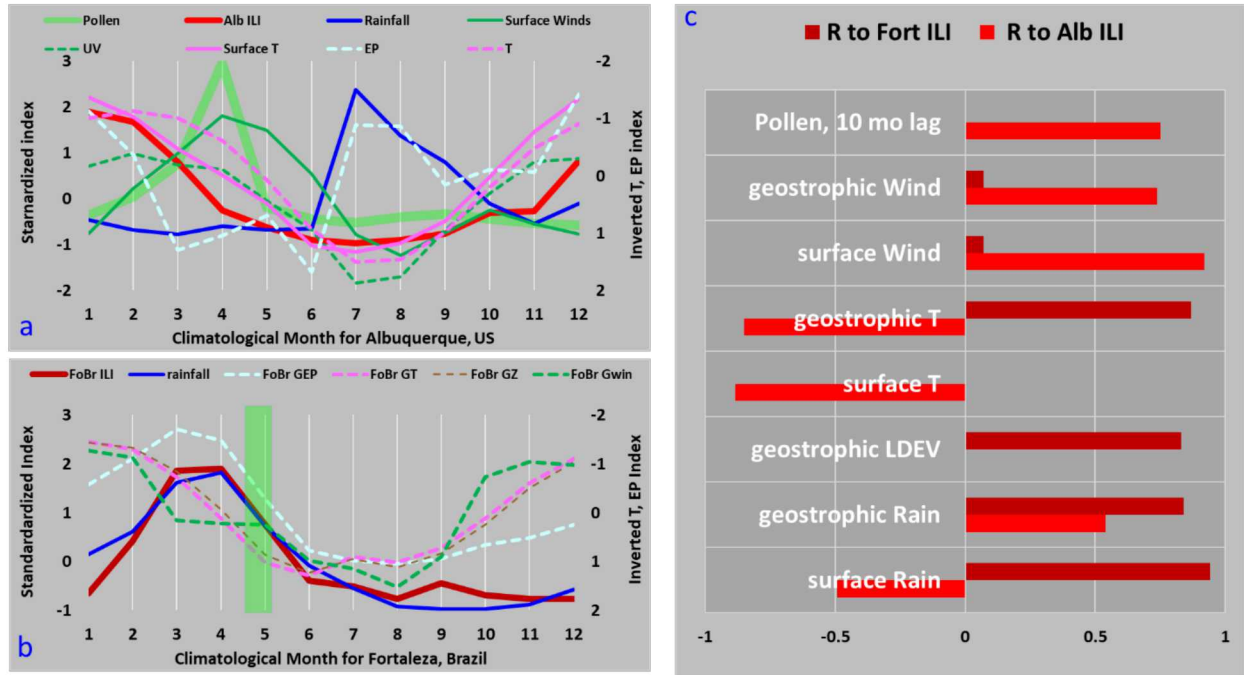 Pollen Alb ILI Rainfall Surface Winds
UV Surface T EP T
3 -2
2 -1
1 0
0
-1 1
-2 2
Starnardized index
Inverted T, EP index
1 2 3 4 5 6 7 8 9 10 11 12
a
Climatological Month for Albuquerque, US
FoBr ILI rainfall FoBr GEP FoBr GT FoBr GZ FoBr Gwin
3 -2
2 -1
1 0
0 1
-1 2
Standardized Index
Inverted T, EP Index
1 2 3 4 5 6 7 8 9 10 11 12
b
Climatological Month for Fortaleza, Brazil
c
R to Fort ILI R to Alb ILI
Pollen, 10 mo lag
geostrophic Wind
surface Wind
geostrophic T
surface T
geostrophic LDEV
geostrophic Rain
surface Rain
-1 -0.5 0 0.5 1